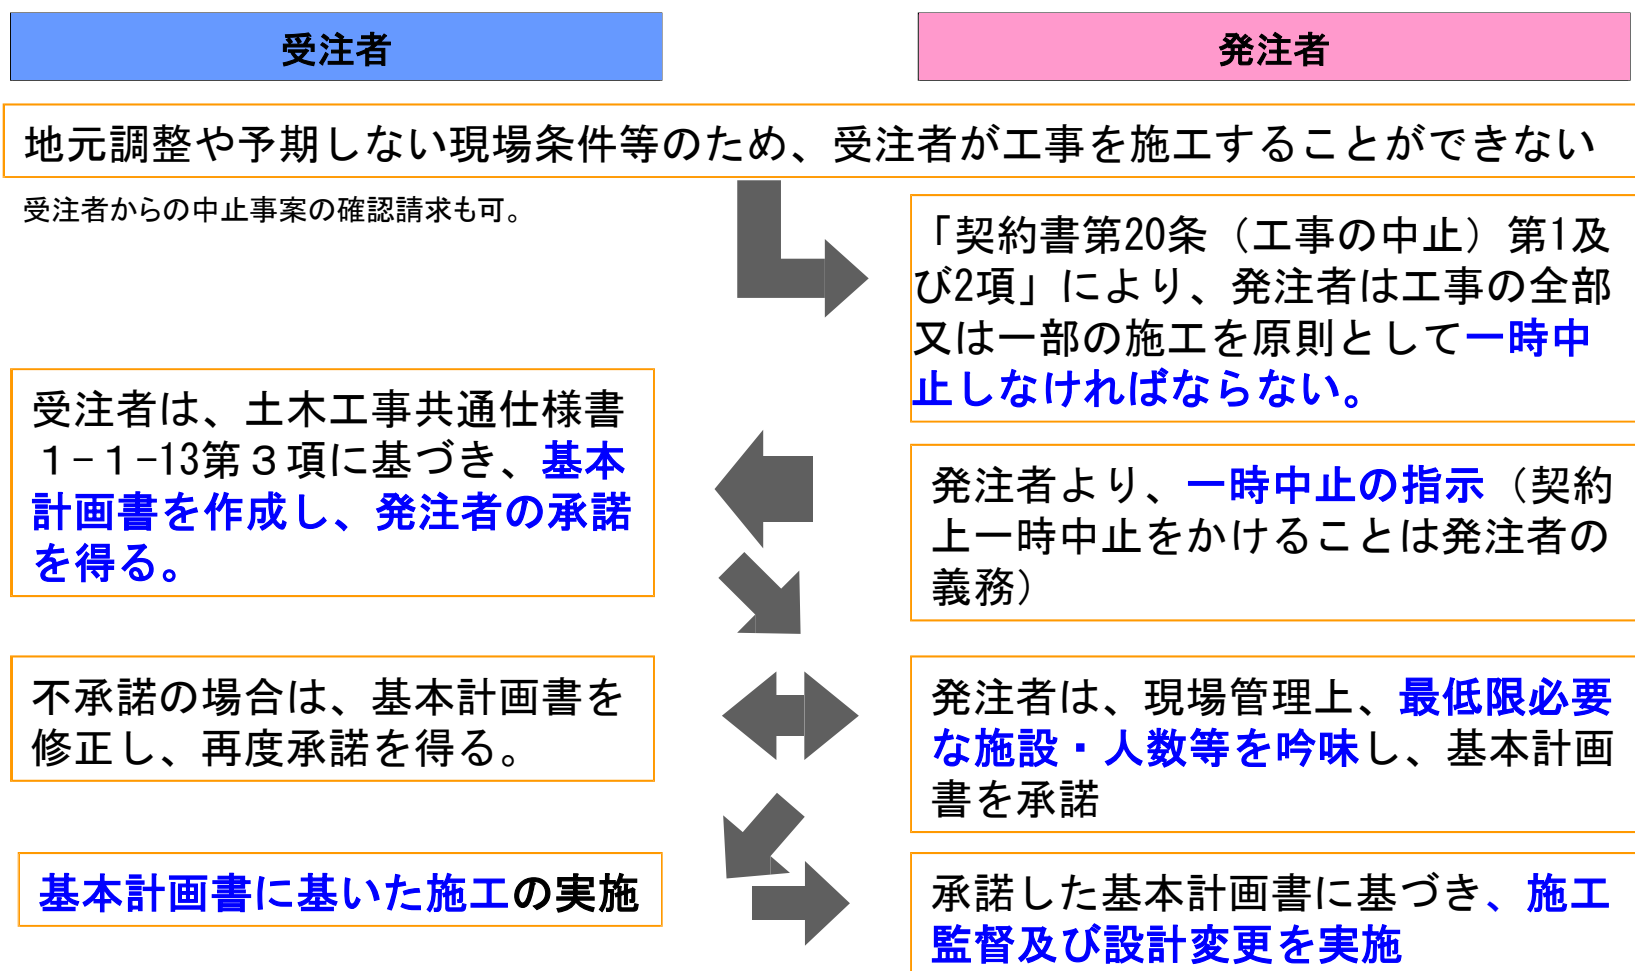 受注者
発注者
地元調整や予期しない現場条件等のため、受注者が工事を施工することができない
受注者からの中止事案の確認請求も可。
「契約書第20条（工事の中止）第1及
び2項」により、発注者は工事の全部
又は一部の施工を原則として一時中
止しなければならない。
発注者より、一時中止の指示（契約
上一時中止をかけることは発注者の
義務）
受注者は、土木工事共通仕様書
１−１−13第３項に基づき、基本
計画書を作成し、発注者の承諾
を得る。
発注者は、現場管理上、最低限必要
な施設・人数等を吟味し、基本計画
書を承諾
不承諾の場合は、基本計画書を
修正し、再度承諾を得る。
基本計画書に基いた施工の実施
承諾した基本計画書に基づき、施工
監督及び設計変更を実施